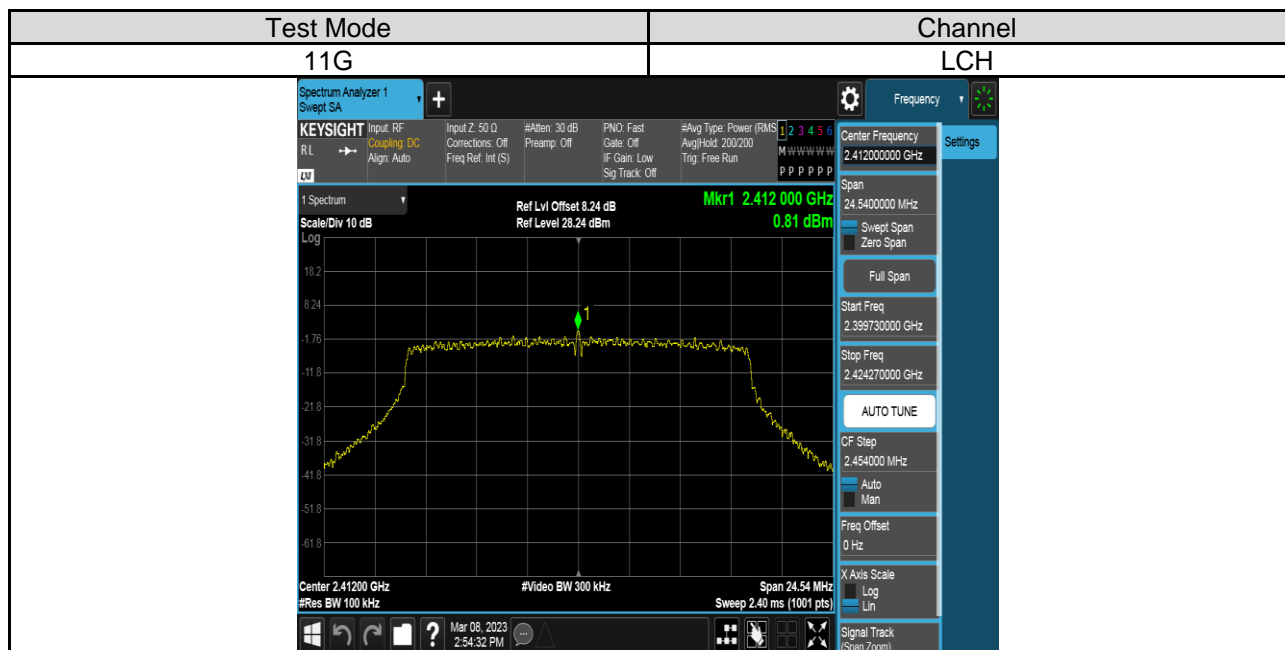 Test Mode Channel
11G LCH
Spectrum Analyzer 1
Swept SA
+
Frequency
KEYSIGHT
RL
LXI
Input: RF
Coupling: DC
Align: Auto
Input Z: 50 Ω
Corrections: Off
Freq Ref: Int (S)
#Atten: 30 dB
Preamp: Off
PNO: Fast
Gate: Off
IF Gain: Low
Sig Track: Off
#Avg Type: Power (RMS
Avg|Hold: 200/200
Trig: Free Run
1 2 3 4 5 6
M W W W W W
P P P P P P
1 Spectrum
Scale/Div 10 dB
Log
Ref Lvl Offset 8.24 dB
Ref Level 28.24 dBm
Mkr1 2.412 000 GHz
0.81 dBm
18.2
8.24
-1.76
-11.8
-21.8
-31.8
-41.8
-51.8
-61.8
1
Center 2.41200 GHz
#Res BW 100 kHz
#Video BW 300 kHz
Span 24.54 MHz
Sweep 2.40 ms (1001 pts)
Mar 08, 2023
2:54:32 PM
?
Center Frequency
2.412000000 GHz
Settings
Span
24.5400000 MHz
Swept Span
Zero Span
Full Span
Start Freq
2.399730000 GHz
Stop Freq
2.424270000 GHz
AUTO TUNE
CF Step
2.454000 MHz
Auto
Man
Freq Offset
0 Hz
X Axis Scale
Log
Lin
Signal Track
(Span Zoom)